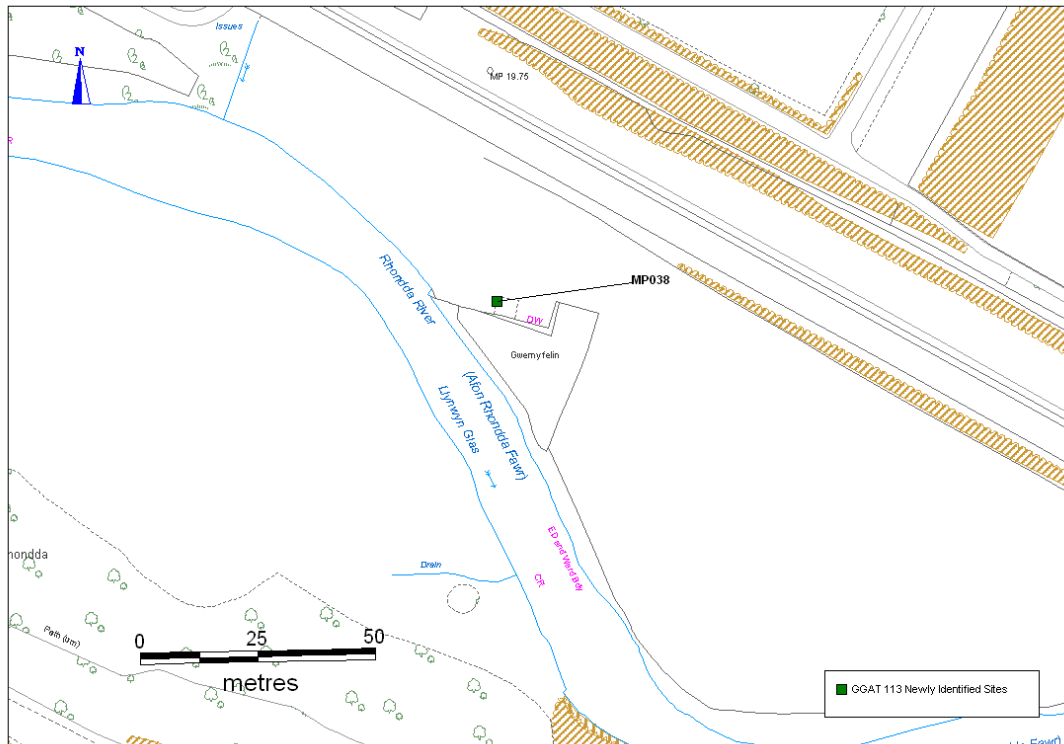 Issues
N
MP 19.75
R
MP038
DW
Gwernyfelin
Rhondda River
(Afon Rhondda Fawr)
Llynwyn Glas
ED and Ward Bdy
CR
Drain
hondda
Path (um)
0 25 50
metres
GGAT 113 Newly Identified Sites
Fawr